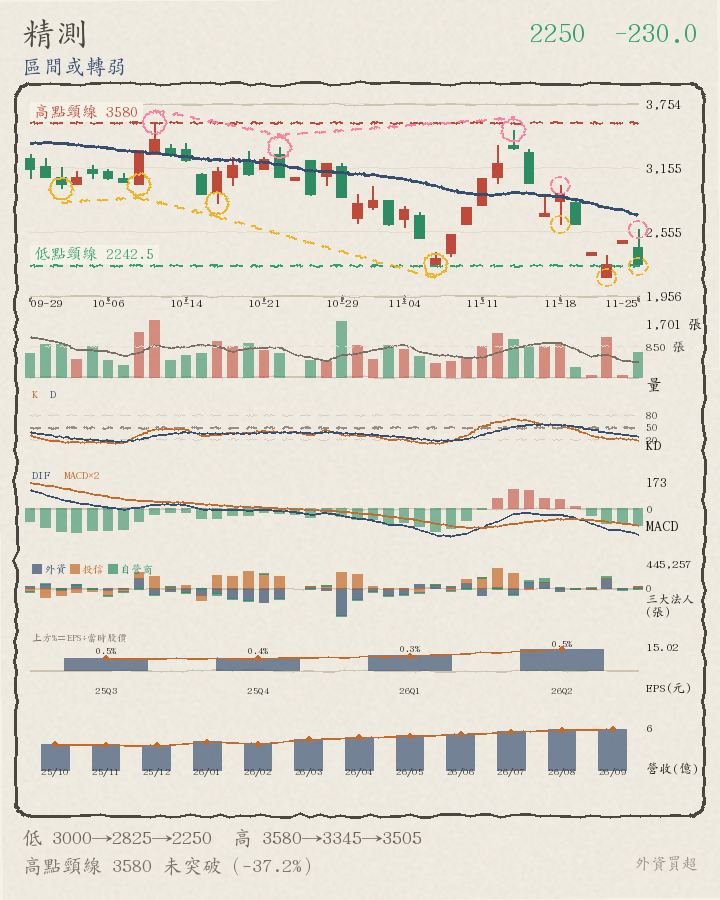 精測
2250 -230.0
區間或轉弱
高點頸線 3580
3,754
3,155
2,555
低點頸線 2242.5
1,956
09-29 10-06 10-14 10-21 10-29 11-04 11-11 11-18 11-25
1,701 張
850 張
量
K D
80
50
20
KD
DIF MACD×2
173
0
MACD
外資 投信 自營商
445,257
0
三大法人
(張)
上方%=EPS÷當時股價
0.5% 0.4% 0.3% 0.5%
15.02
25Q3 25Q4 26Q1 26Q2
EPS(元)
6
25/10 25/11 25/12 26/01 26/02 26/03 26/04 26/05 26/06 26/07 26/08 26/09
營收(億)
低 3000→2825→2250 高 3580→3345→3505
高點頸線 3580 未突破 (-37.2%)
外資買超